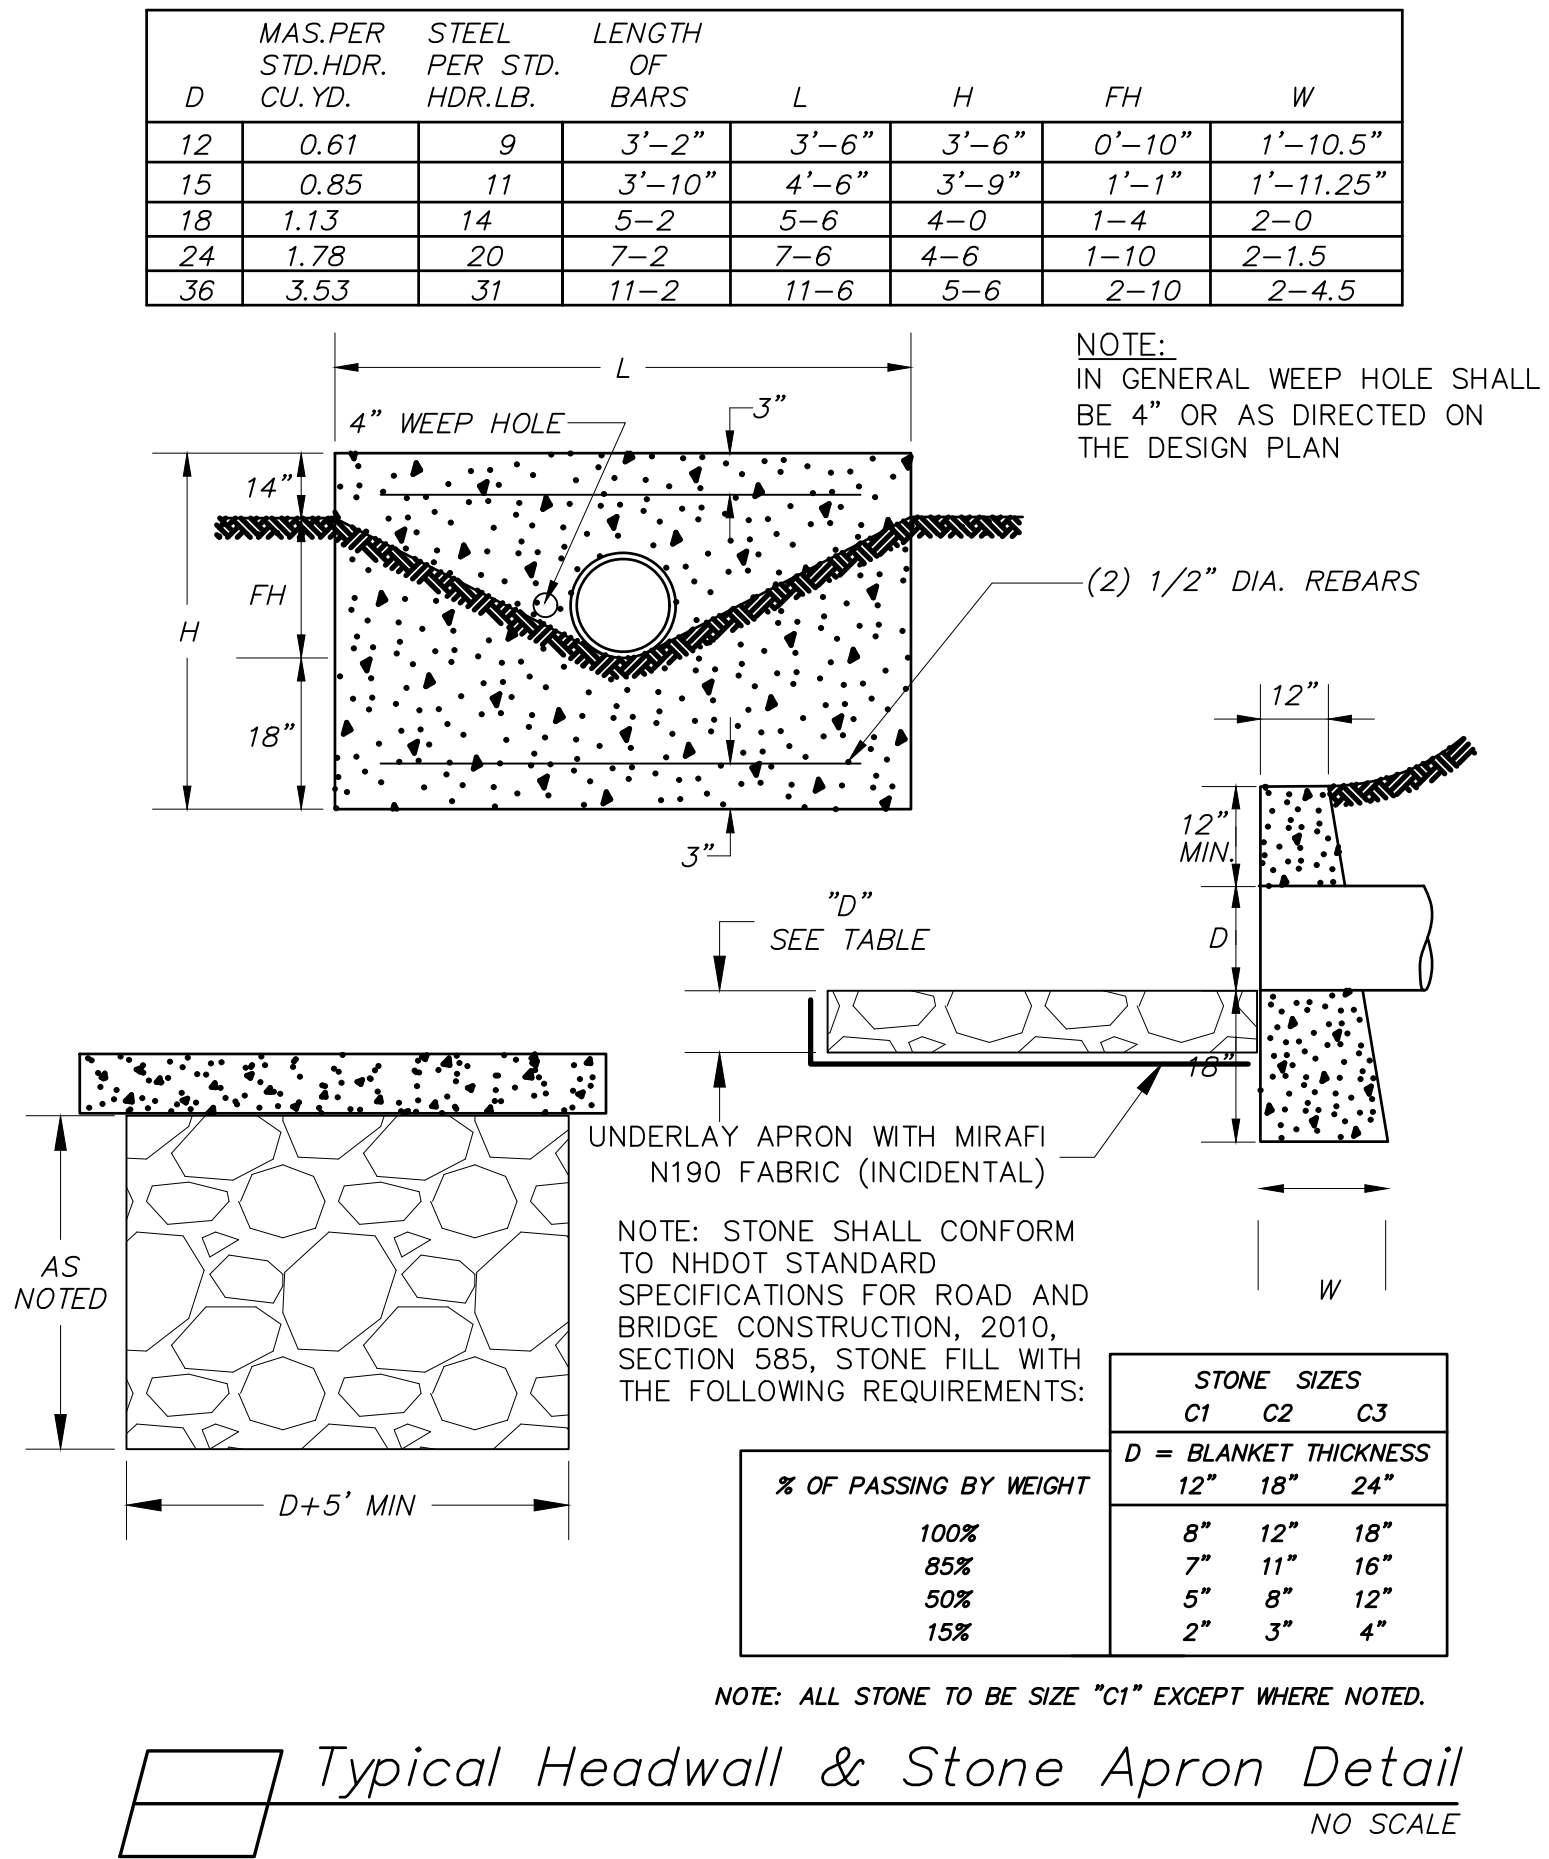 MAS.PER STEEL LENGTH
STD.HDR. PER STD. OF
D CU.YD. HDR.LB. BARS L H FH W
12 0.61 9 3'-2" 3'-6" 3'-6" 0'-10" 1'-10.5"
15 0.85 11 3'-10" 4'-6" 3'-9" 1'-1" 1'-11.25"
18 1.13 14 5-2 5-6 4-0 1-4 2-0
24 1.78 20 7-2 7-6 4-6 1-10 2-1.5
36 3.53 31 11-2 11-6 5-6 2-10 2-4.5
NOTE:
IN GENERAL WEEP HOLE SHALL
BE 4" OR AS DIRECTED ON
THE DESIGN PLAN
L
4" WEEP HOLE
3"
14"
FH
H
18"
(2) 1/2" DIA. REBARS
3"
12"
12"
MIN.
D
18"
W
"D"
SEE TABLE
UNDERLAY APRON WITH MIRAFI
N190 FABRIC (INCIDENTAL)
AS
NOTED
D+5' MIN
NOTE: STONE SHALL CONFORM
TO NHDOT STANDARD
SPECIFICATIONS FOR ROAD AND
BRIDGE CONSTRUCTION, 2010,
SECTION 585, STONE FILL WITH
THE FOLLOWING REQUIREMENTS:
STONE SIZES
C1 C2 C3
D = BLANKET THICKNESS
% OF PASSING BY WEIGHT 12" 18" 24"
100% 8" 12" 18"
85% 7" 11" 16"
50% 5" 8" 12"
15% 2" 3" 4"
NOTE: ALL STONE TO BE SIZE "C1" EXCEPT WHERE NOTED.
Typical Headwall & Stone Apron Detail
NO SCALE